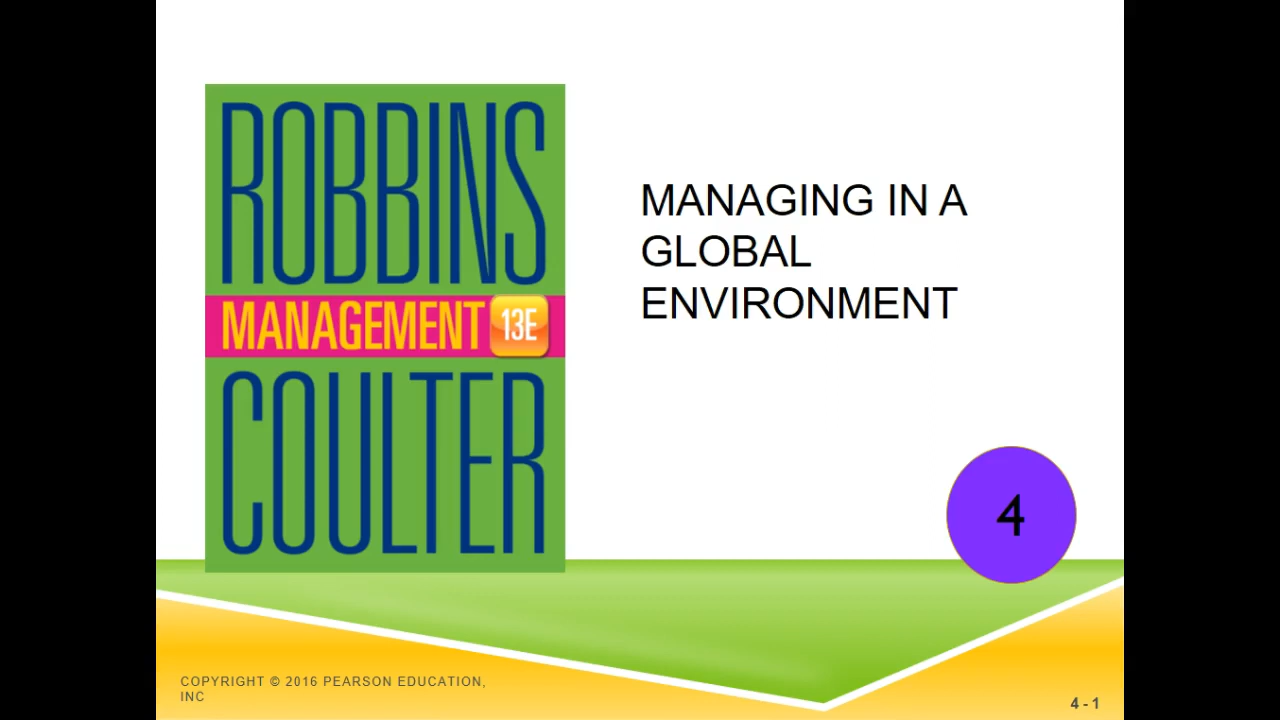 ROBBINS
MANAGEMENT 13E
COULTER
MANAGING IN A
GLOBAL
ENVIRONMENT
4
COPYRIGHT © 2016 PEARSON EDUCATION,
INC
4 - 1